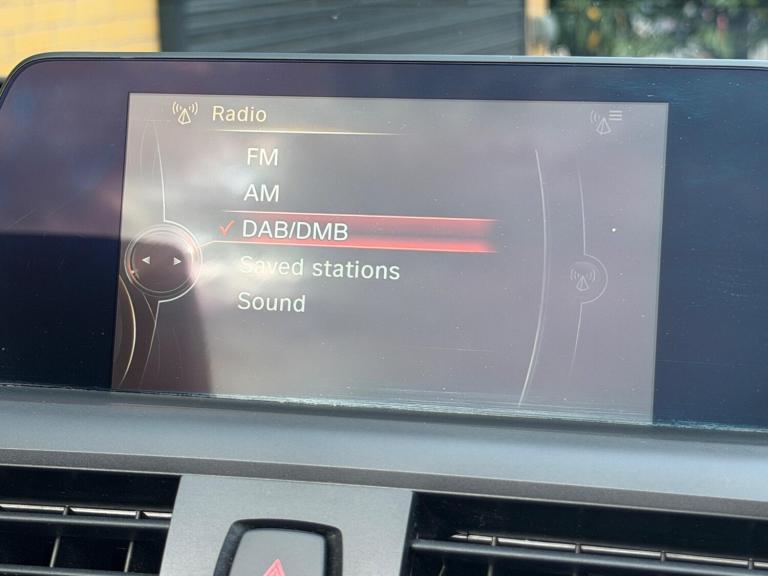 Radio
FM
AM
DAB/DMB
Saved stations
Sound